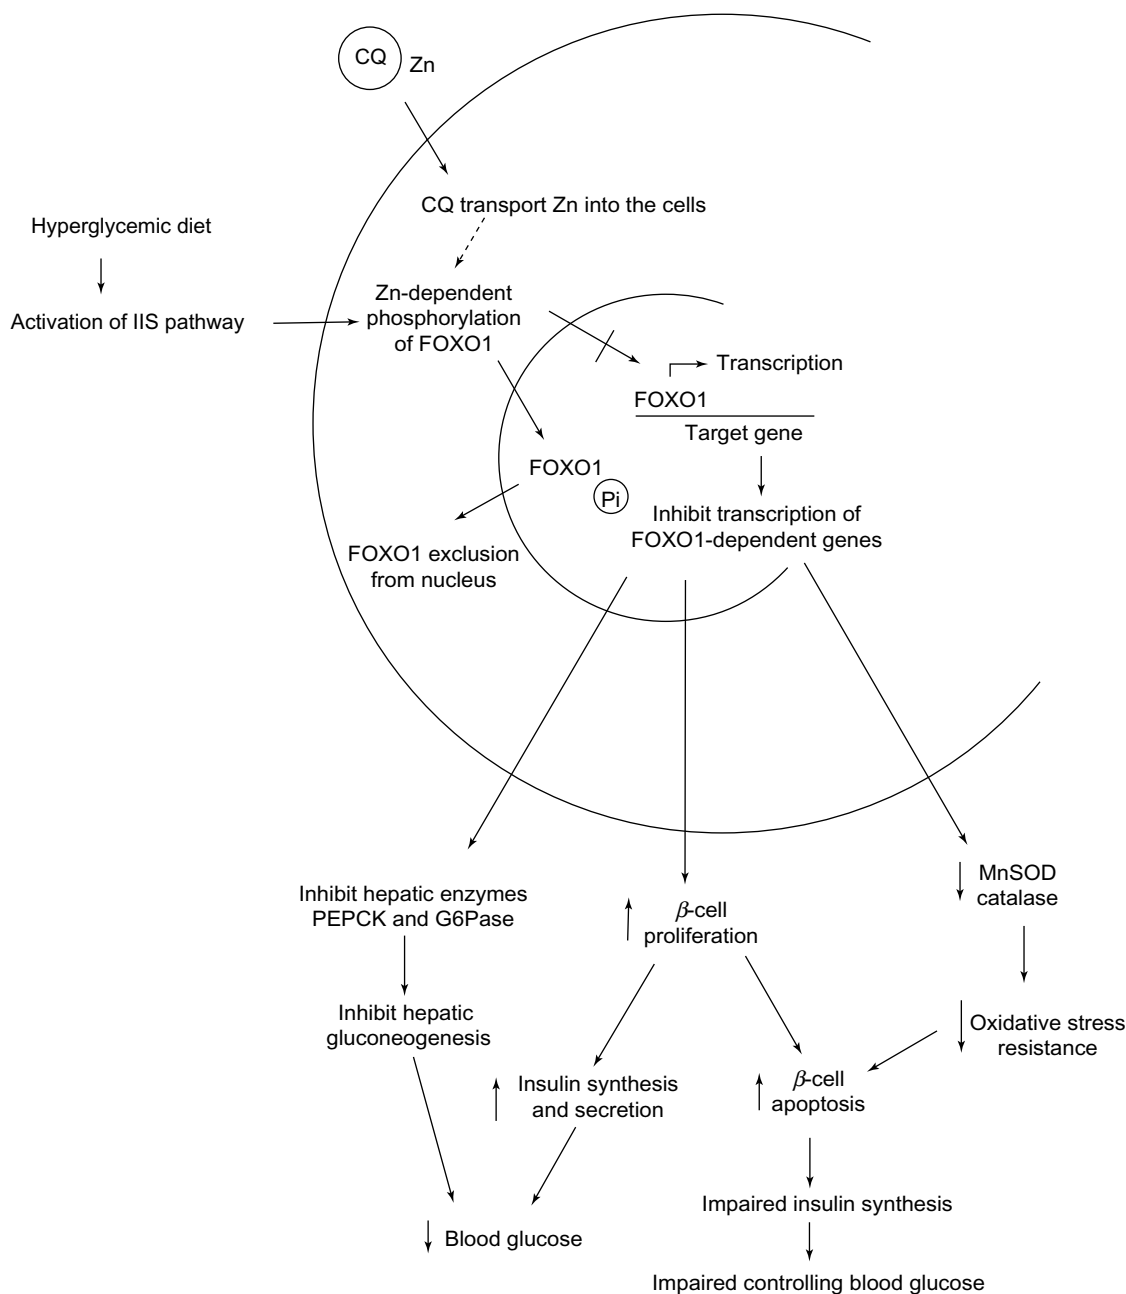 CQ
Zn
CQ transport Zn into the cells
Hyperglycemic diet
Activation of IIS pathway
Zn-dependent
phosphorylation
of FOXO1
Transcription
FOXO1
Target gene
FOXO1
Pi
Inhibit transcription of
FOXO1-dependent genes
FOXO1 exclusion
from nucleus
Inhibit hepatic enzymes
PEPCK and G6Pase
β-cell
proliferation
MnSOD
catalase
Inhibit hepatic
gluconeogenesis
Oxidative stress
resistance
Insulin synthesis
and secretion
β-cell
apoptosis
Impaired insulin synthesis
Blood glucose
Impaired controlling blood glucose